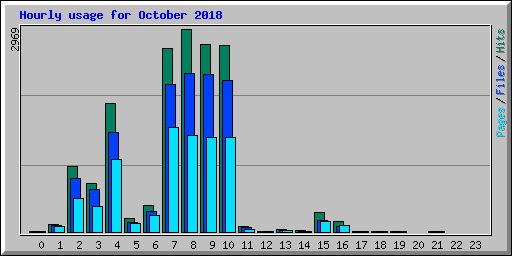 Hourly usage for October 2018
2969
Pages/Files/Hits
0 1 2 3 4 5 6 7 8 9 10 11 12 13 14 15 16 17 18 19 20 21 22 23